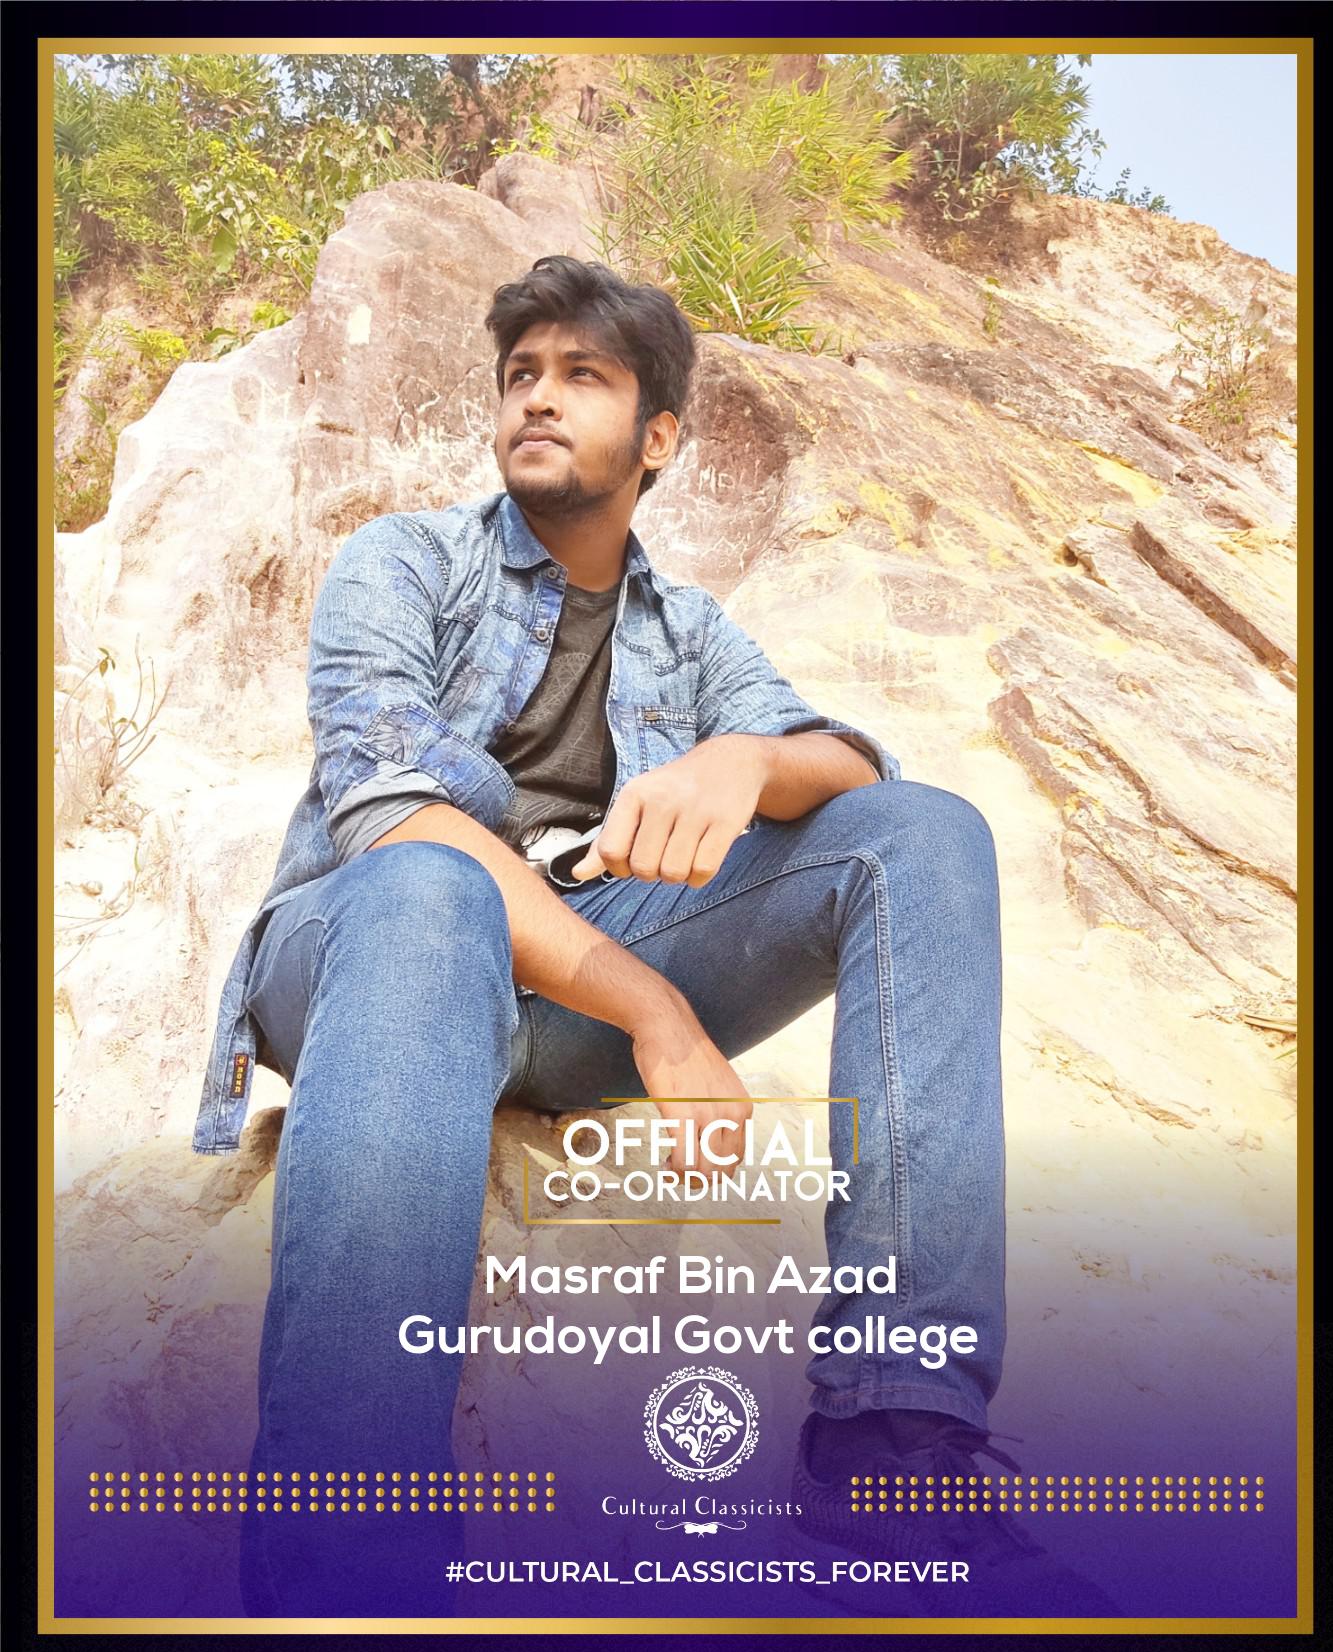 OFFICIAL
CO-ORDINATOR
Masraf Bin Azad
Gurudoyal Govt college
Cultural Classicists
#CULTURAL_CLASSICISTS_FOREVER